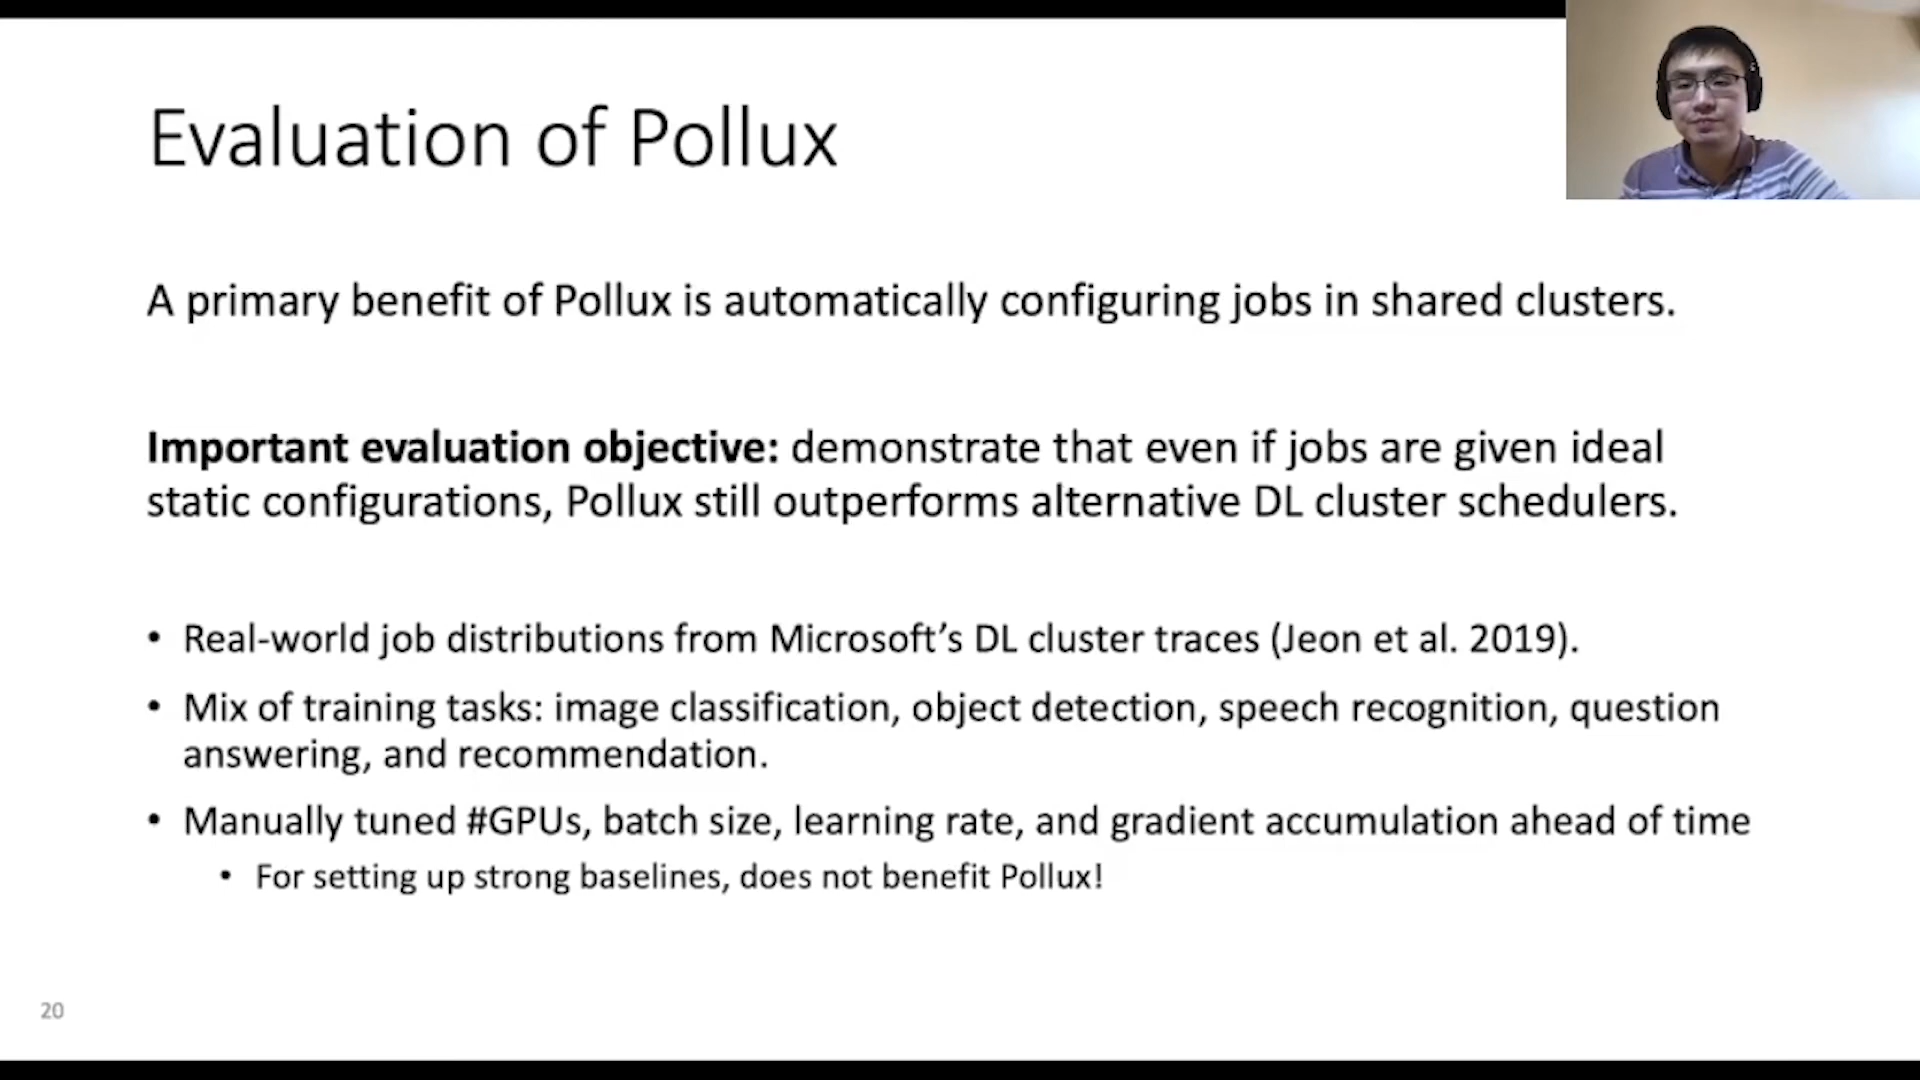 Evaluation of Pollux
A primary benefit of Pollux is automatically configuring jobs in shared clusters.
Important evaluation objective: demonstrate that even if jobs are given ideal
static configurations, Pollux still outperforms alternative DL cluster schedulers.
• Real-world job distributions from Microsoft’s DL cluster traces (Jeon et al. 2019).
• Mix of training tasks: image classification, object detection, speech recognition, question
answering, and recommendation.
• Manually tuned #GPUs, batch size, learning rate, and gradient accumulation ahead of time
• For setting up strong baselines, does not benefit Pollux!
20